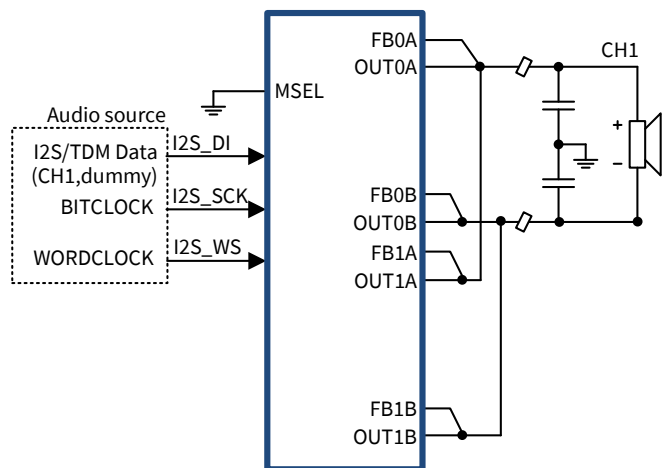 Audio source
I2S/TDM Data
(CH1,dummy)
BITCLOCK
WORDCLOCK
I2S_DI
I2S_SCK
I2S_WS
MSEL
FB0A
OUT0A
FB0B
OUT0B
FB1A
OUT1A
FB1B
OUT1B
CH1
+
–